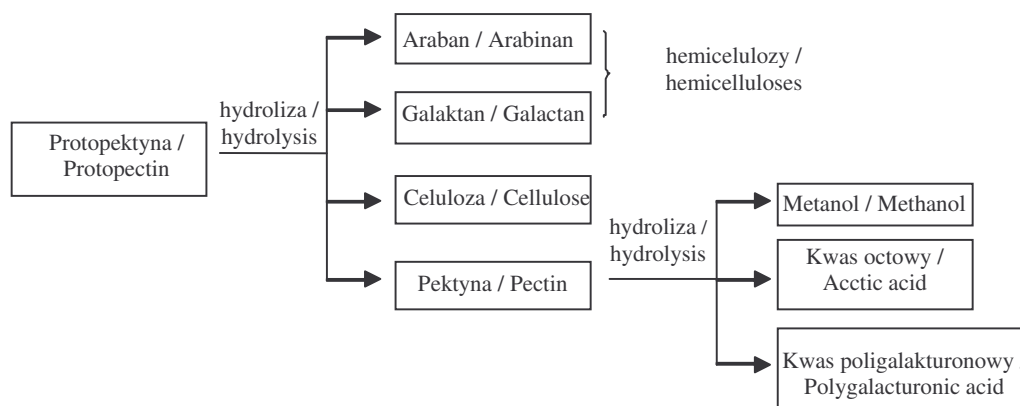 Protopektyna /
Protopectin
hydroliza /
hydrolysis
Araban / Arabinan
Galaktan / Galactan
hemicelulozy /
hemicelluloses
Celuloza / Cellulose
Pektyna / Pectin
hydroliza /
hydrolysis
Metanol / Methanol
Kwas octowy /
Acctic acid
Kwas poligalakturonowy /
Polygalacturonic acid